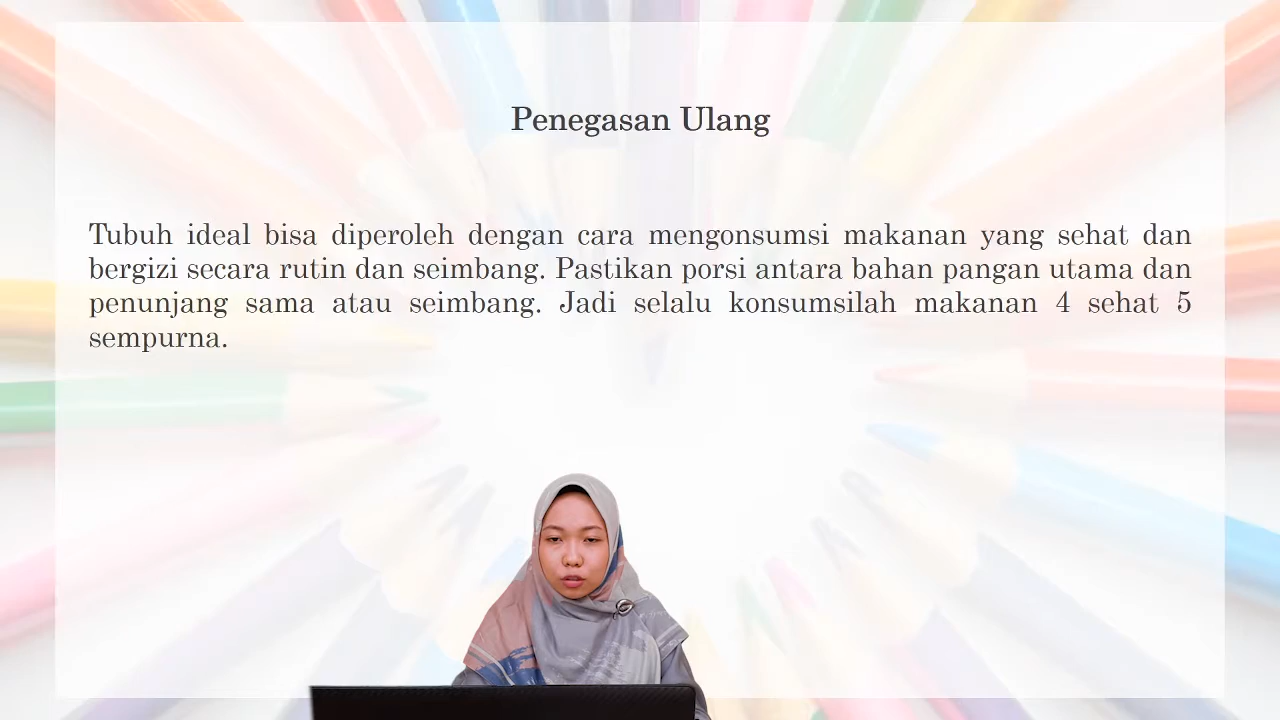 Penegasan Ulang
Tubuh ideal bisa diperoleh dengan cara mengonsumsi makanan yang sehat dan
bergizi secara rutin dan seimbang. Pastikan porsi antara bahan pangan utama dan
penunjang sama atau seimbang. Jadi selalu konsumsilah makanan 4 sehat 5
sempurna.